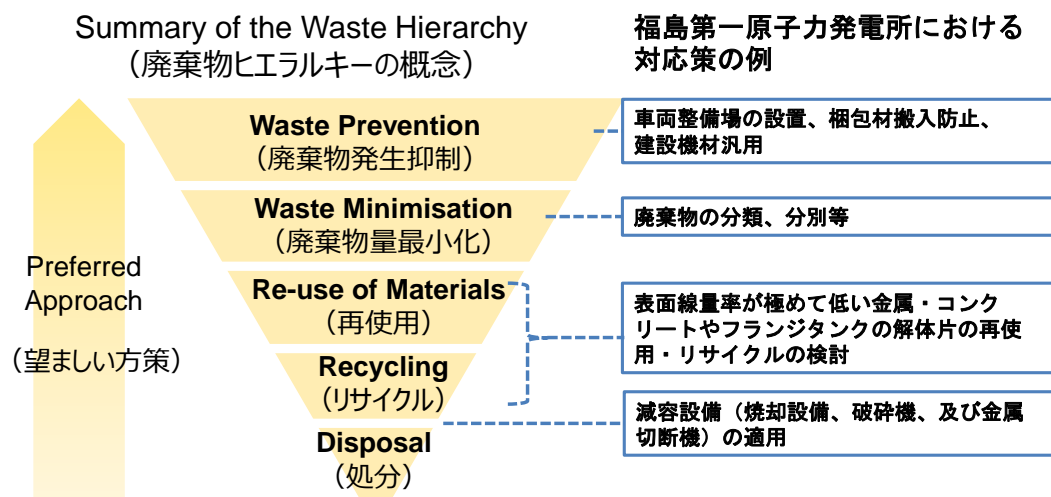 Summary of the Waste Hierarchy
（廃棄物ヒエラルキーの概念）
福島第一原子力発電所における
対応策の例
Waste Prevention
（廃棄物発生抑制）
車両整備場の設置、梱包材搬入防止、
建設機材汎用
Waste Minimisation
（廃棄物量最小化）
廃棄物の分類、分別等
Preferred
Approach
（望ましい方策）
Re-use of Materials
（再使用）
Recycling
（リサイクル）
表面線量率が極めて低い金属・コンク
リートやフランジタンクの解体片の再使
用・リサイクルの検討
Disposal
（処分）
減容設備（焼却設備、破砕機、及び金属
切断機）の適用